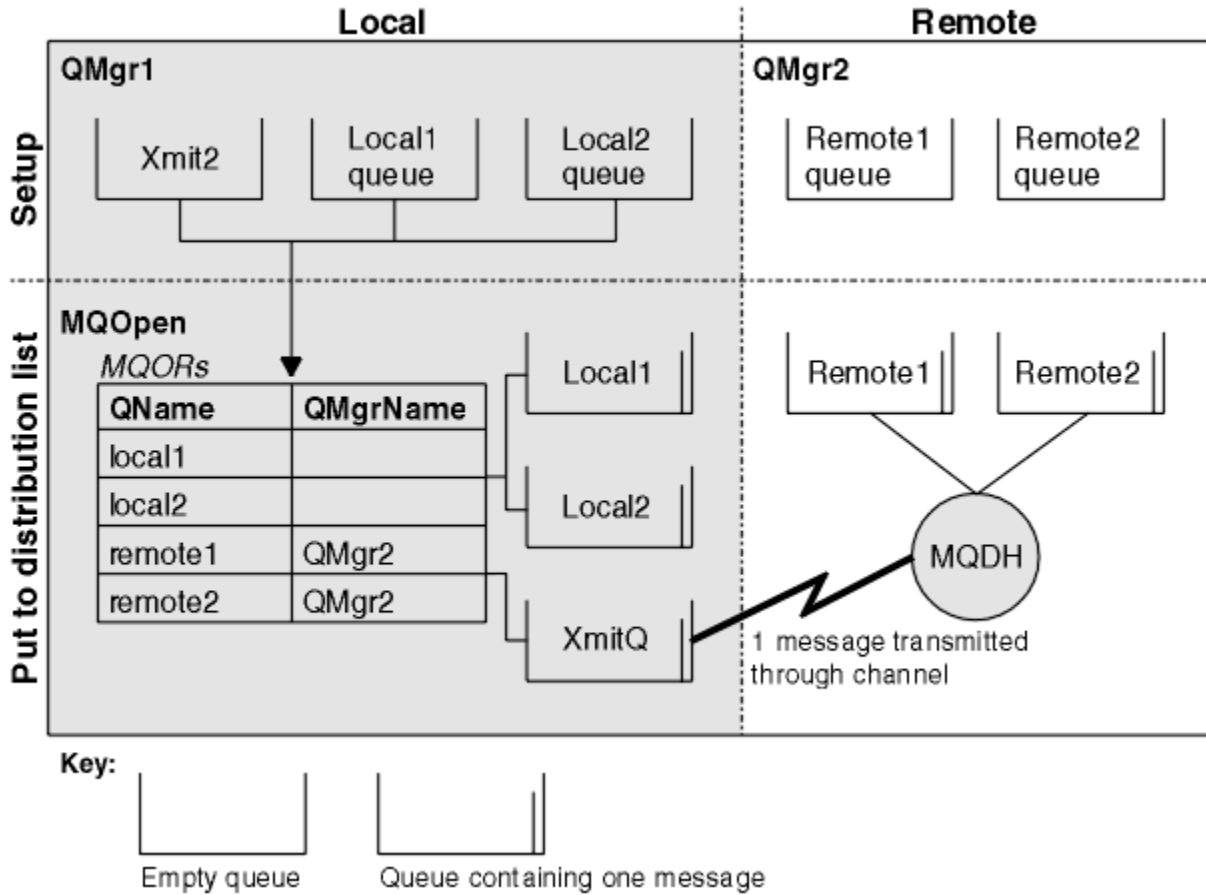 Local
Remote
Setup
QMgr1
Xmit2
Local1
queue
Local2
queue
QMgr2
Remote1
queue
Remote2
queue
Put to distribution list
MQOpen
MQORs
QName QMgrName
local1
local2
remote1 QMgr2
remote2 QMgr2
Local1
Local2
XmitQ
Remote1
Remote2
MQDH
1 message transmitted
through channel
Key:
Empty queue
Queue containing one message